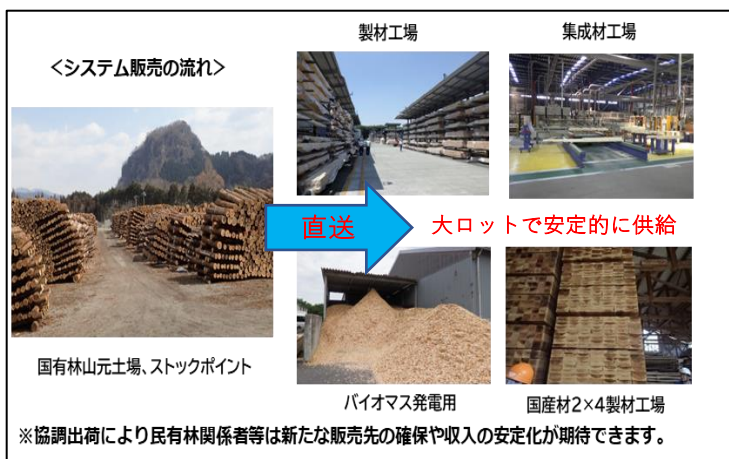 <システム販売の流れ>
製材工場
集成材工場
直送
大ロットで安定的に供給
国有林山元土場、ストックポイント
バイオマス発電用
国産材2×4製材工場
※協調出荷により民有林関係者等は新たな販売先の確保や収入の安定化が期待できます。